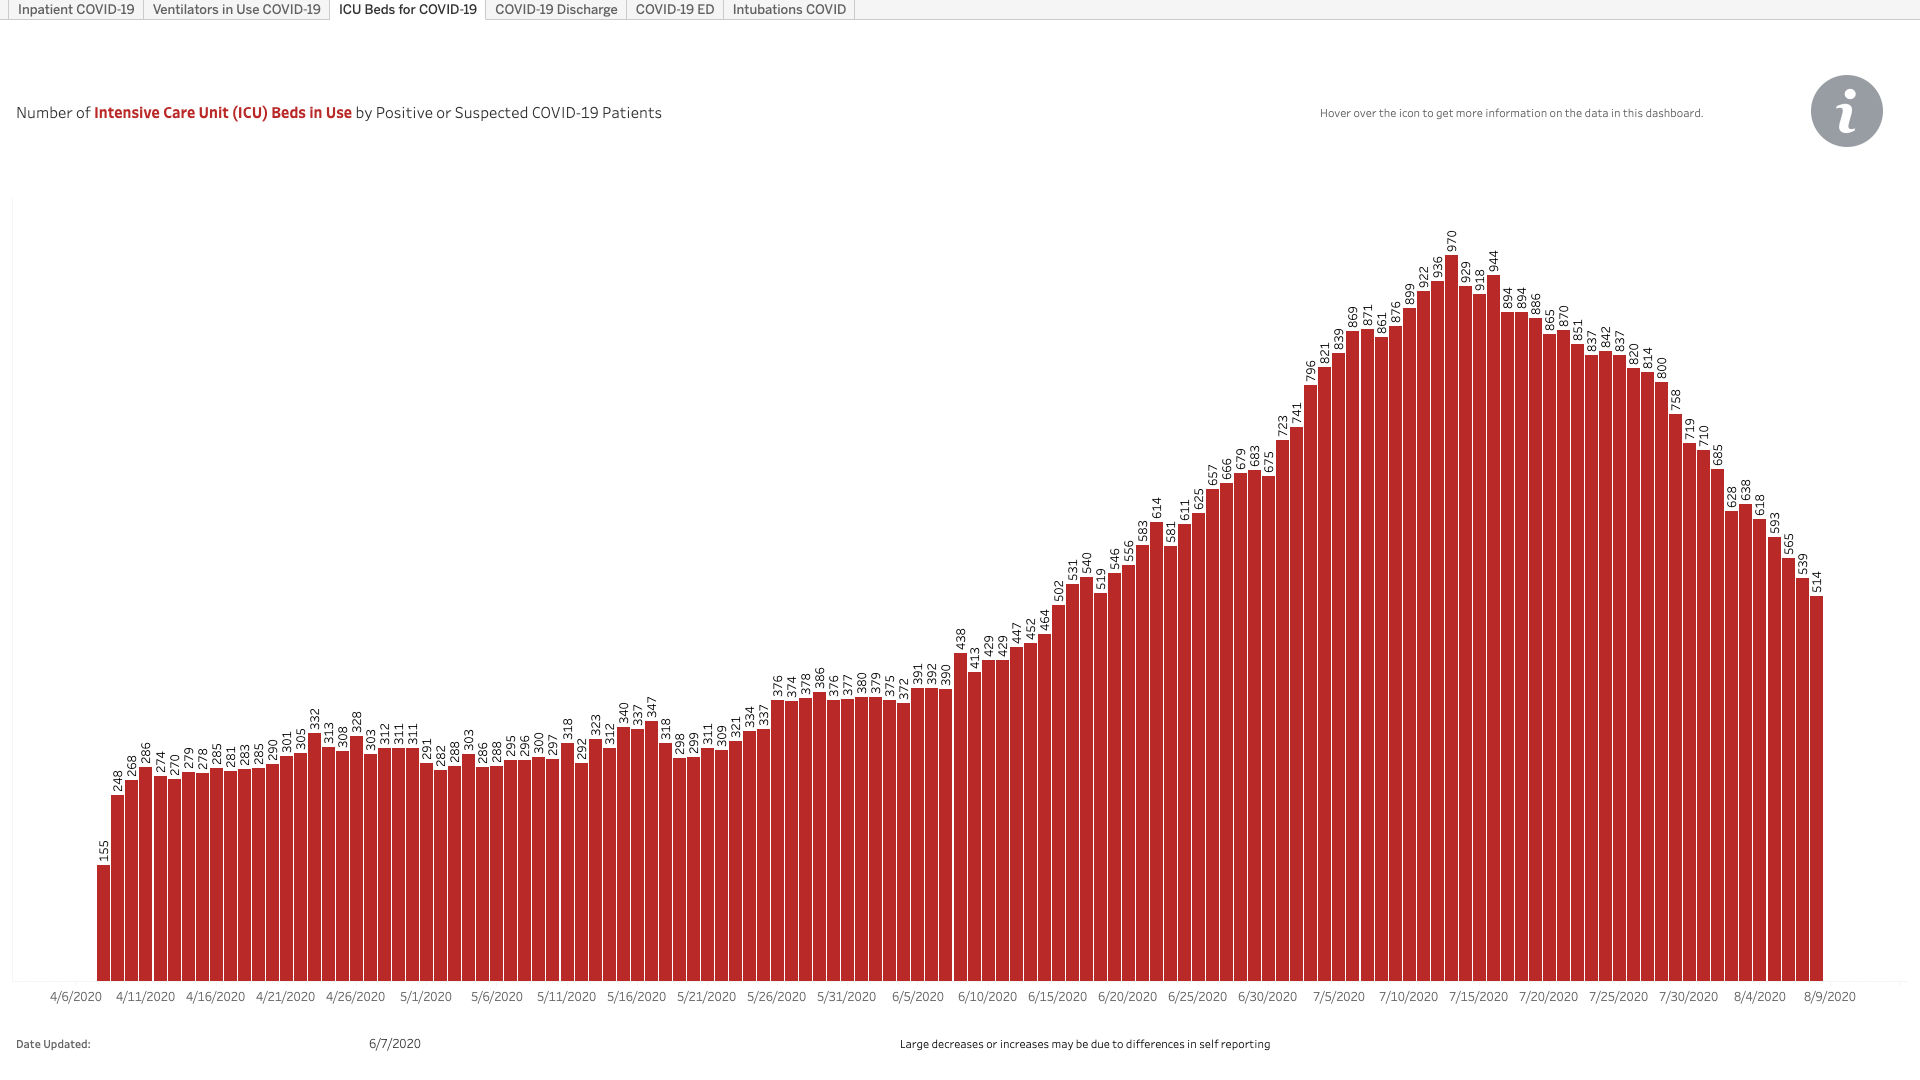 Inpatient COVID-19 Ventilators in Use COVID-19 ICU Beds for COVID-19 COVID-19 Discharge COVID-19 ED Intubations COVID
Number of Intensive Care Unit (ICU) Beds in Use by Positive or Suspected COVID-19 Patients
Hover over the icon to get more information on the data in this dashboard.
i
155 248 268 286 274 270 279 278 285 281 283 285 290 301 305 332 313 308 328 303 312 311 311 291 282 288 303 286 288 295 296 300 297 318 292 323 312 340 337 347 318 298 299 311 309 321 334 337 376 374 378 386 376 377 380 379 375 372 391 392 390 438 413 429 429 447 452 464 502 531 540 519 546 556 583 614 581 611 625 657 666 679 683 675 723 741 796 821 839 869 871 861 876 899 922 936 970 929 918 944 894 894 886 865 870 851 837 842 837 820 814 800 758 719 710 685 628 638 618 593 565 539 514
4/6/2020 4/11/2020 4/16/2020 4/21/2020 4/26/2020 5/1/2020 5/6/2020 5/11/2020 5/16/2020 5/21/2020 5/26/2020 5/31/2020 6/5/2020 6/10/2020 6/15/2020 6/20/2020 6/25/2020 6/30/2020 7/5/2020 7/10/2020 7/15/2020 7/20/2020 7/25/2020 7/30/2020 8/4/2020 8/9/2020
Date Updated: 6/7/2020 Large decreases or increases may be due to differences in self reporting